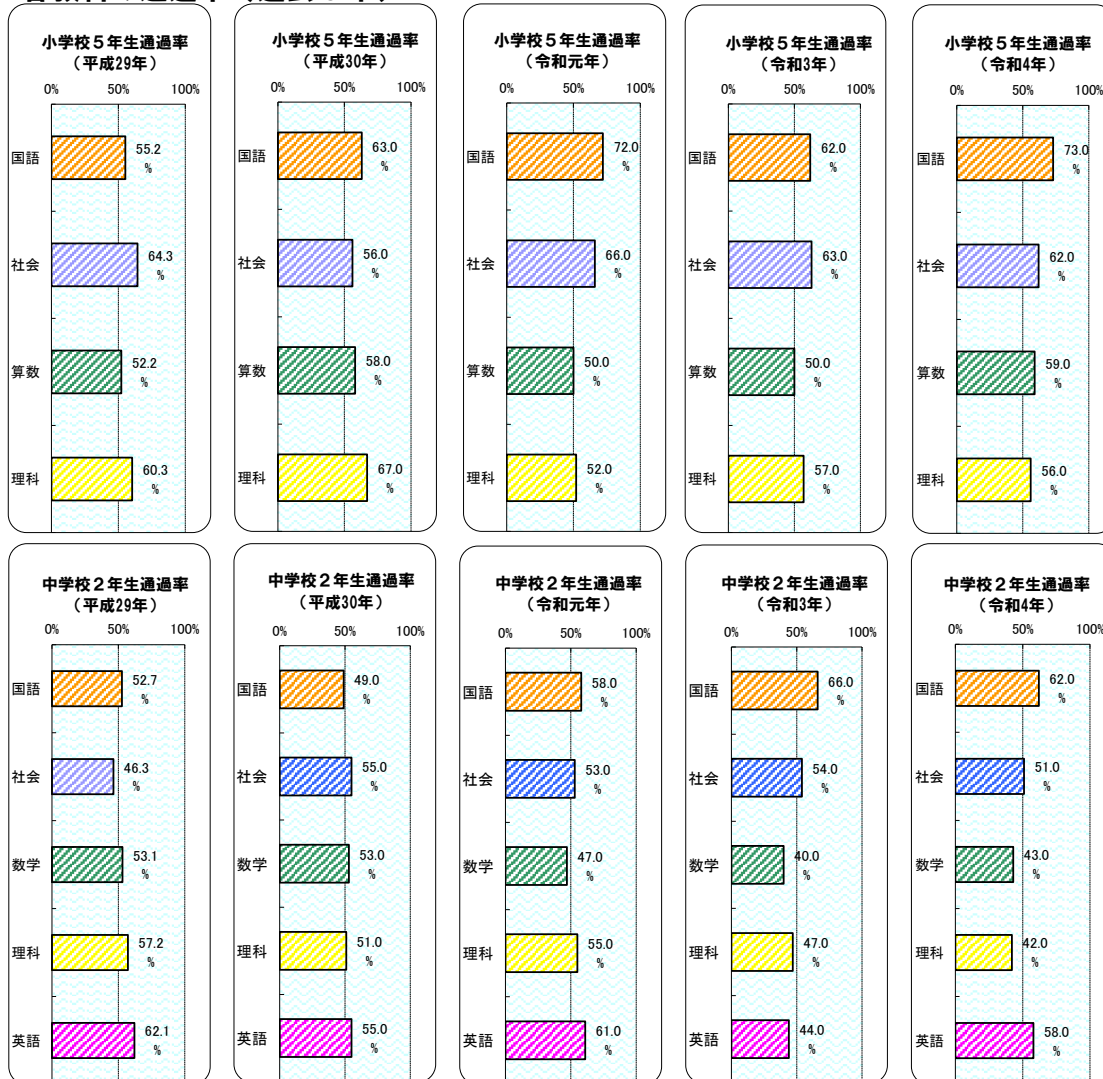 小学校５年生通過率
（平成29年）
0% 50% 100%
国語 55.2 %
社会 64.3 %
算数 52.2 %
理科 60.3 %
小学校５年生通過率
（平成30年）
0% 50% 100%
国語 63.0 %
社会 56.0 %
算数 58.0 %
理科 67.0 %
小学校５年生通過率
（令和元年）
0% 50% 100%
国語 72.0 %
社会 66.0 %
算数 50.0 %
理科 52.0 %
小学校５年生通過率
（令和3年）
0% 50% 100%
国語 62.0 %
社会 63.0 %
算数 50.0 %
理科 57.0 %
小学校５年生通過率
（令和4年）
0% 50% 100%
国語 73.0 %
社会 62.0 %
算数 59.0 %
理科 56.0 %
中学校２年生通過率
（平成29年）
0% 50% 100%
国語 52.7 %
社会 46.3 %
数学 53.1 %
理科 57.2 %
英語 62.1 %
中学校２年生通過率
（平成30年）
0% 50% 100%
国語 49.0 %
社会 55.0 %
数学 53.0 %
理科 51.0 %
英語 55.0 %
中学校２年生通過率
（令和元年）
0% 50% 100%
国語 58.0 %
社会 53.0 %
数学 47.0 %
理科 55.0 %
英語 61.0 %
中学校２年生通過率
（令和3年）
0% 50% 100%
国語 66.0 %
社会 54.0 %
数学 40.0 %
理科 47.0 %
英語 44.0 %
中学校２年生通過率
（令和4年）
0% 50% 100%
国語 62.0 %
社会 51.0 %
数学 43.0 %
理科 42.0 %
英語 58.0 %